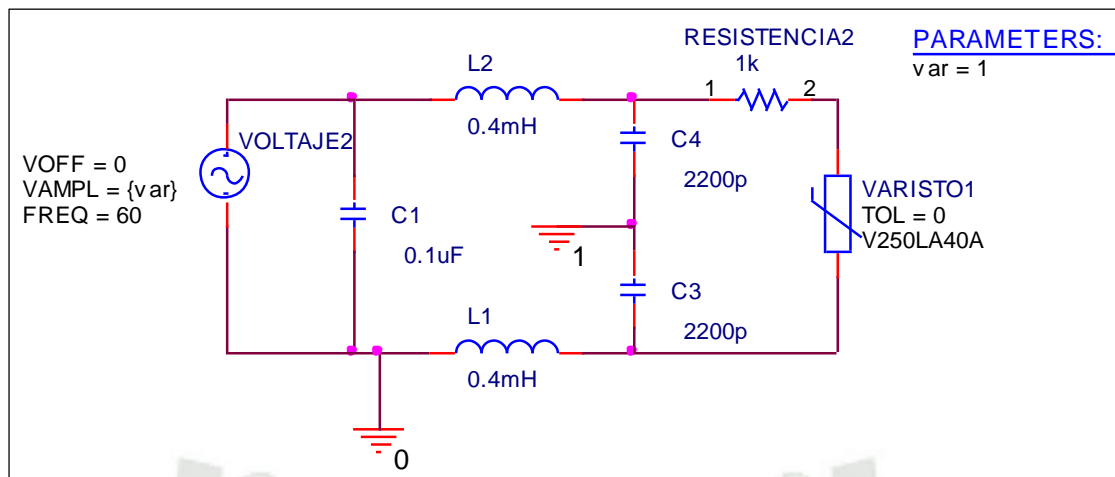 RESISTENCIA2
1k
1
2
PARAMETERS:
var = 1
L2
0.4mH
VOLTAJE2
VOFF = 0
VAMPL = {var}
FREQ = 60
C4
2200p
C1
0.1uF
1
VARISTO1
TOL = 0
V250LA40A
C3
2200p
L1
0.4mH
0